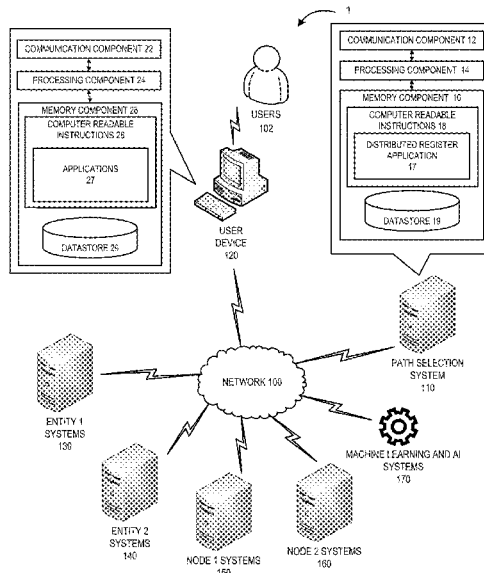 1
COMMUNICATION COMPONENT 22
PROCESSING COMPONENT 24
MEMORY COMPONENT 25
COMPUTER READABLE
INSTRUCTIONS 26
APPLICATIONS
27
DATASTORE 29
USERS
102
USER
DEVICE
120
COMMUNICATION COMPONENT 12
PROCESSING COMPONENT 14
MEMORY COMPONENT 16
COMPUTER READABLE
INSTRUCTIONS 18
DISTRIBUTED REGISTER
APPLICATION
17
DATASTORE 19
PATH SELECTION
SYSTEM
110
NETWORK 100
ENTITY 1
SYSTEMS
130
ENTITY 2
SYSTEMS
140
NODE 1 SYSTEMS
150
NODE 2 SYSTEMS
160
MACHINE LEARNING AND AI
SYSTEMS
170